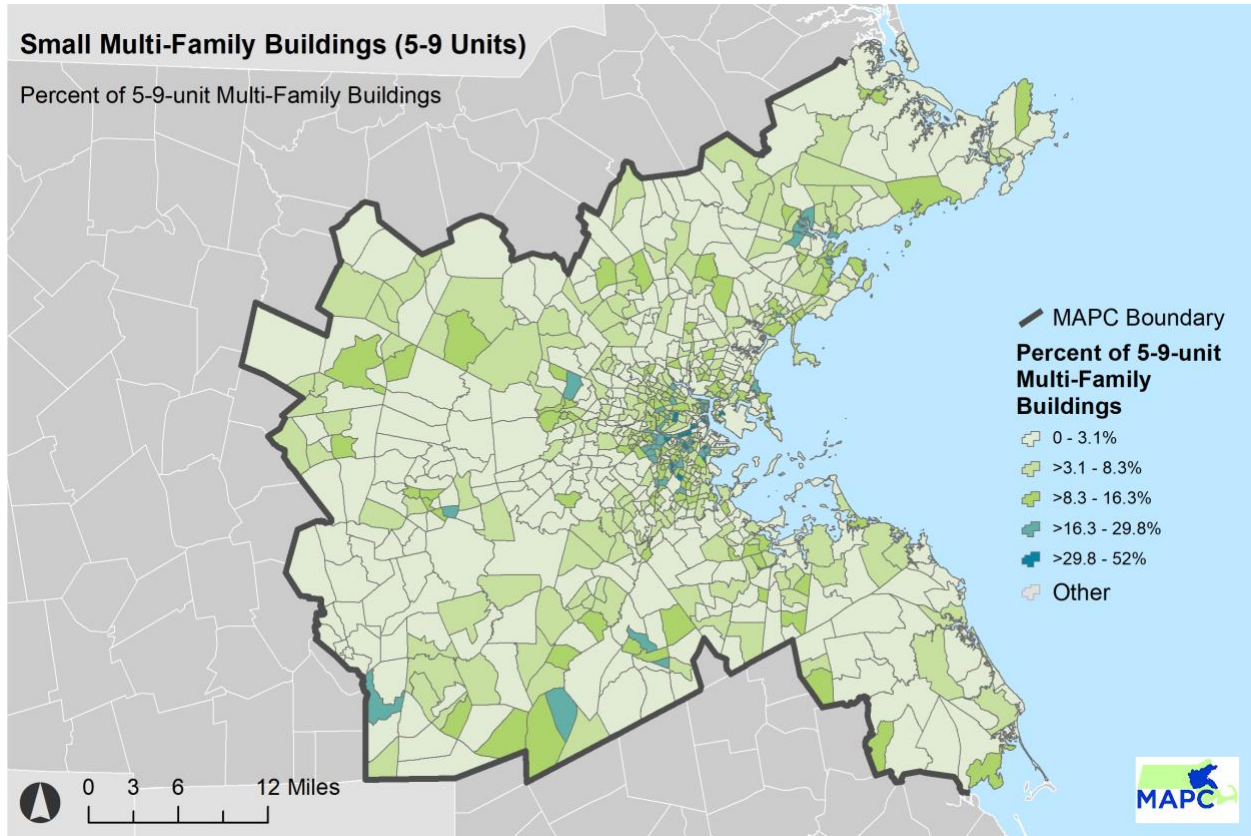 Small Multi-Family Buildings (5-9 Units)
Percent of 5-9-unit Multi-Family Buildings
MAPC Boundary
Percent of 5-9-unit
Multi-Family
Buildings
0 - 3.1%
>3.1 - 8.3%
>8.3 - 16.3%
>16.3 - 29.8%
>29.8 - 52%
Other
0 3 6 12 Miles
MAPC